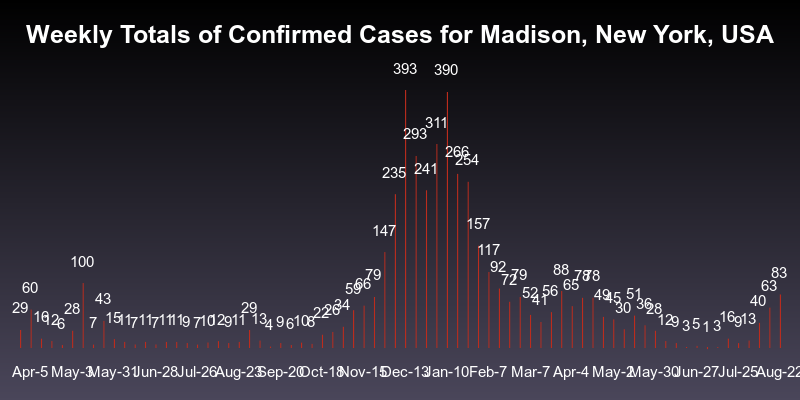 Weekly Totals of Confirmed Cases for Madison, New York, USA
29 60 16 12 6 28 100 7 43 15 11 7 11 7 11 11 9 7 10 12 9 11 29 13 4 9 6 10 8 22 26 34 59 66 79 147 235 393 293 241 311 390 266 254 157 117 92 72 79 52 41 56 88 65 78 78 49 45 30 51 36 28 12 9 3 5 1 3 16 9 13 40 63 83
Apr-5 May-3 May-31 Jun-28 Jul-26 Aug-23 Sep-20 Oct-18 Nov-15 Dec-13 Jan-10 Feb-7 Mar-7 Apr-4 May-2 May-30 Jun-27 Jul-25 Aug-22